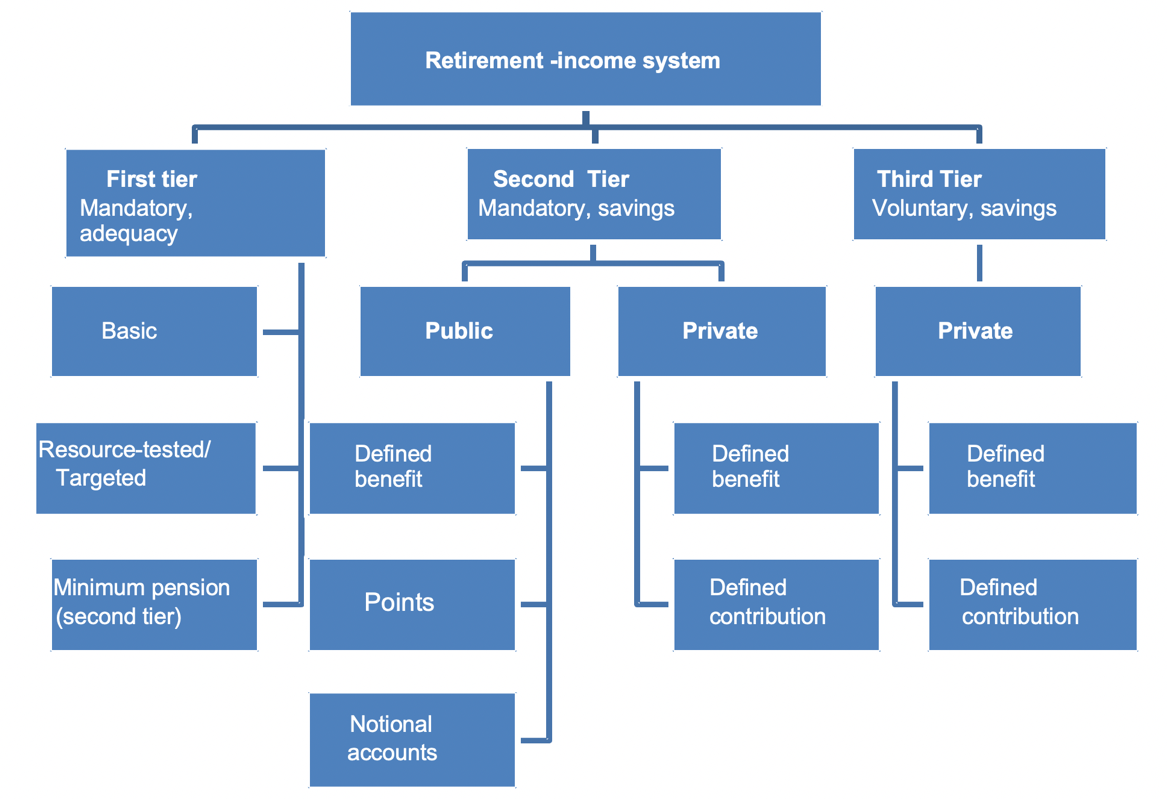 Retirement -income system
First tier
Mandatory,
adequacy
Second Tier
Mandatory, savings
Third Tier
Voluntary, savings
Basic
Public
Private
Private
Resource-tested/
Targeted
Defined
benefit
Defined
benefit
Defined
benefit
Minimum pension
(second tier)
Points
Defined
contribution
Defined
contribution
Notional
accounts